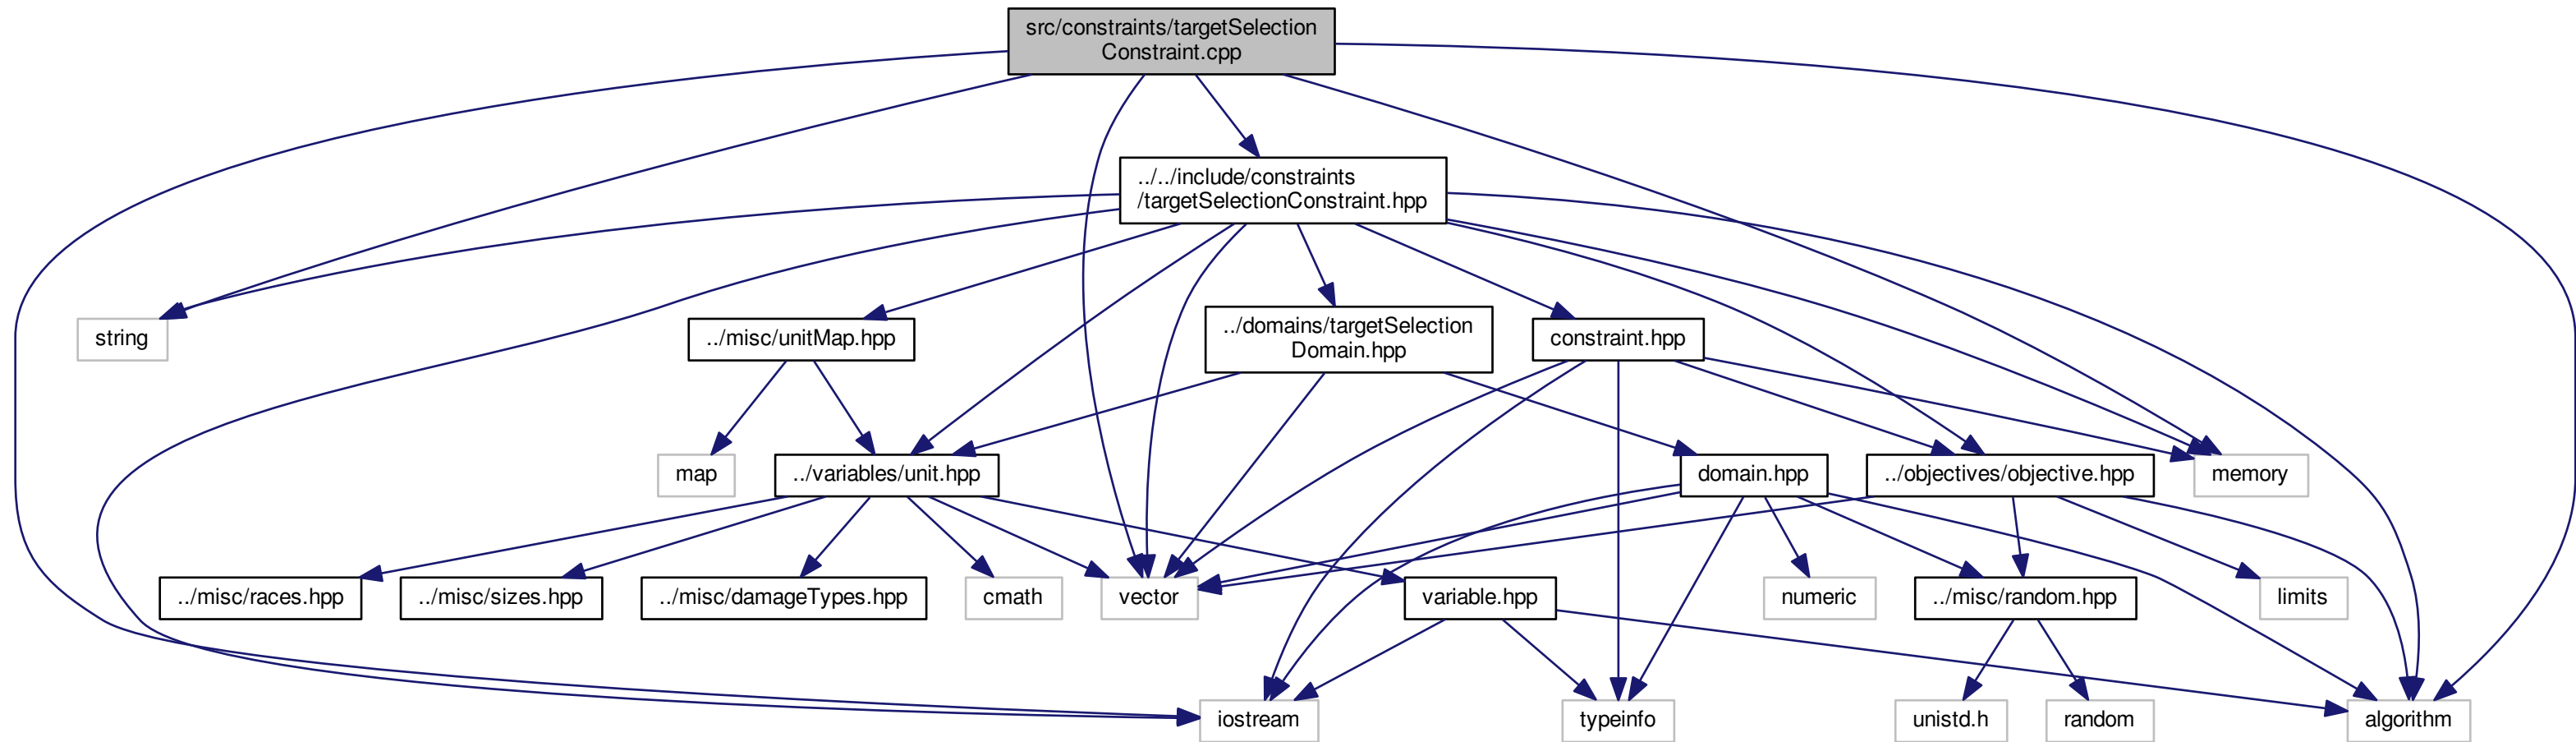 src/constraints/targetSelection
Constraint.cpp
../../include/constraints
/targetSelectionConstraint.hpp
string
../misc/unitMap.hpp
../domains/targetSelection
Domain.hpp
constraint.hpp
map
../variables/unit.hpp
domain.hpp
../objectives/objective.hpp
memory
../misc/races.hpp
../misc/sizes.hpp
../misc/damageTypes.hpp
cmath
vector
variable.hpp
numeric
../misc/random.hpp
limits
iostream
typeinfo
unistd.h
random
algorithm